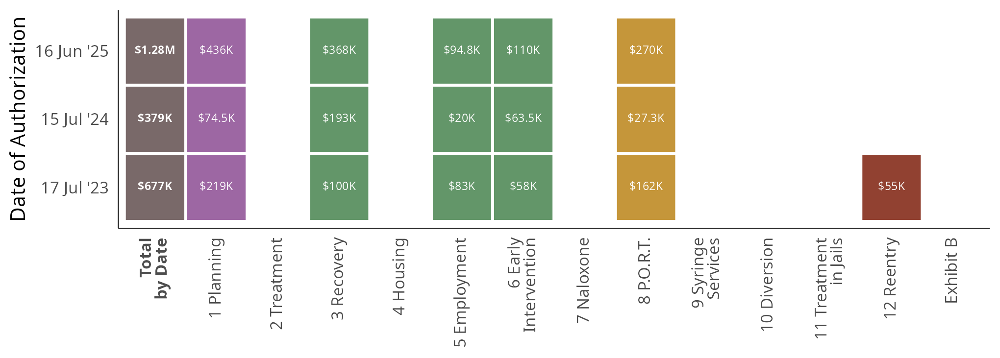 Date of Authorization
16 Jun '25
$1.28M
$436K
$368K
$94.8K
$110K
$270K
15 Jul '24
$379K
$74.5K
$193K
$20K
$63.5K
$27.3K
17 Jul '23
$677K
$219K
$100K
$83K
$58K
$162K
$55K
Total
by Date
1 Planning
2 Treatment
3 Recovery
4 Housing
5 Employment
6 Early
Intervention
7 Naloxone
8 P.O.R.T.
9 Syringe
Services
10 Diversion
11 Treatment
in Jails
12 Reentry
Exhibit B